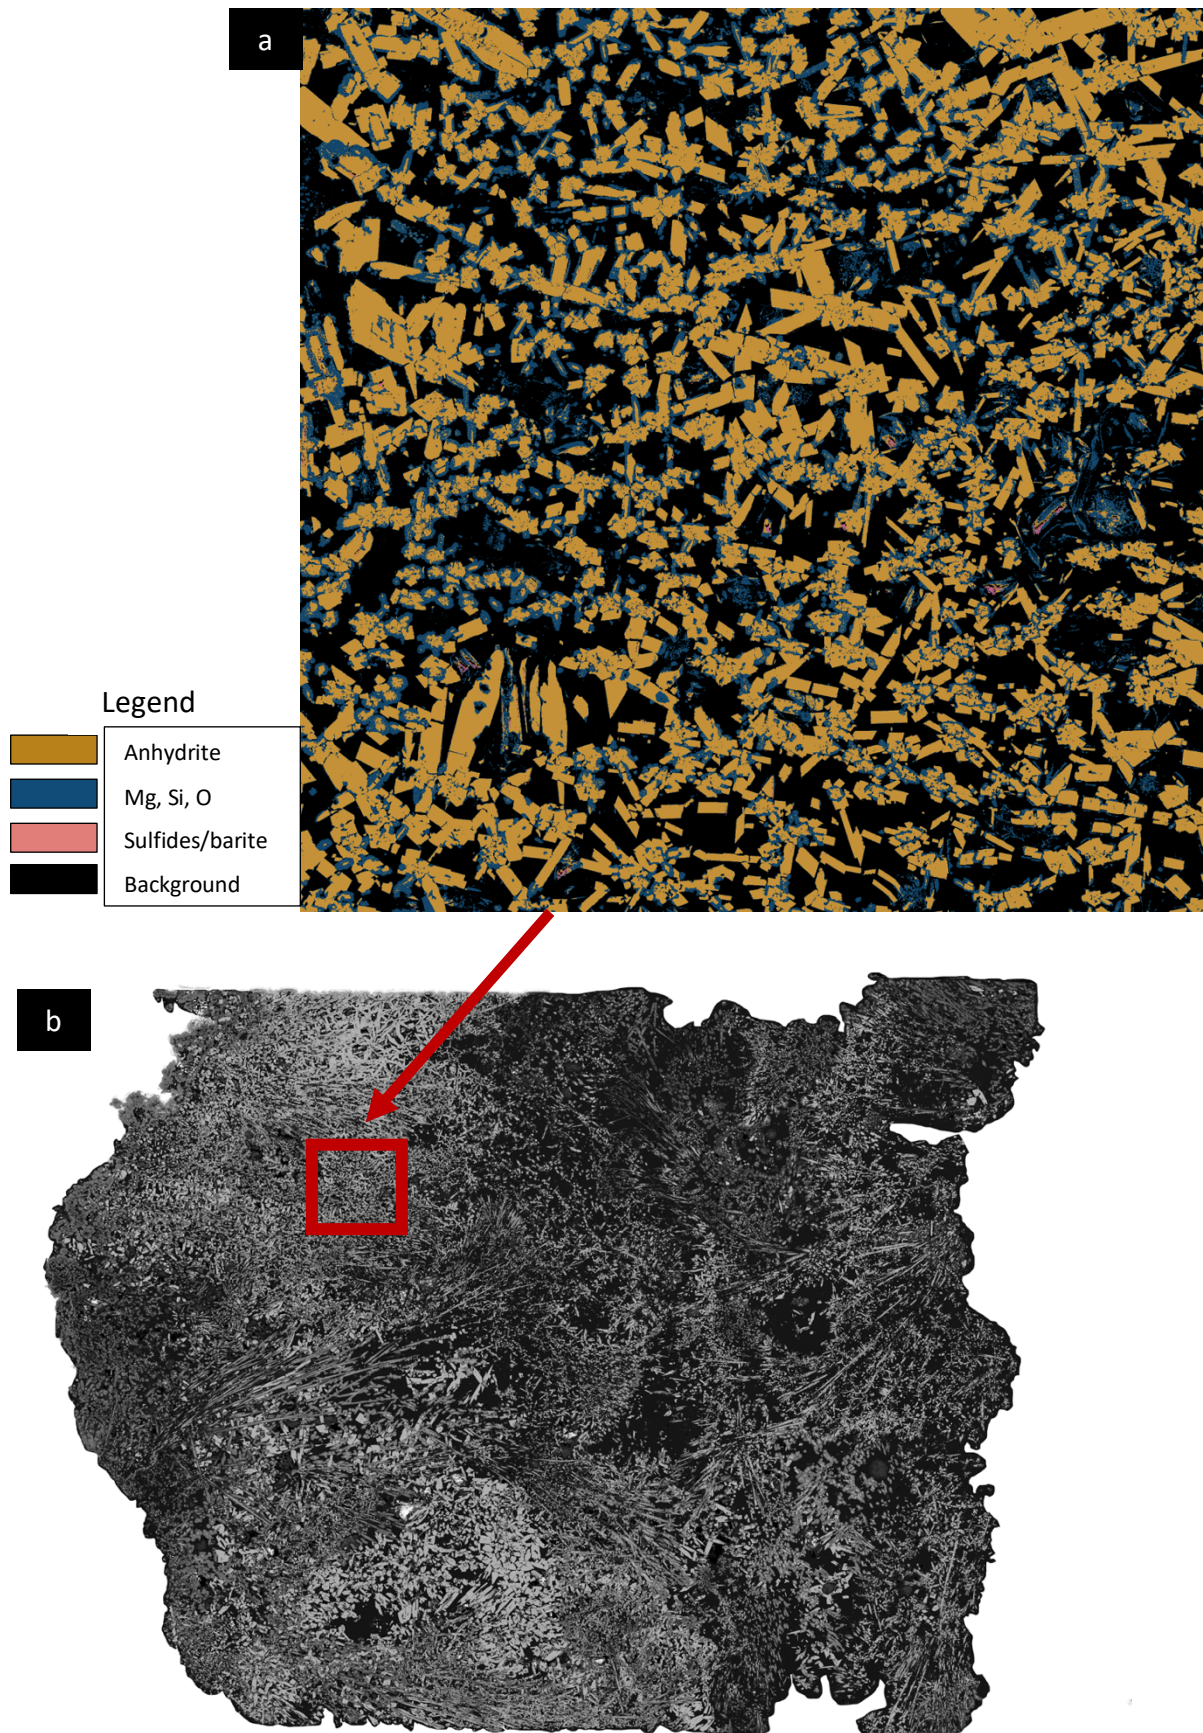 a
Legend
Anhydrite
Mg, Si, O
Sulfides/barite
Background
b